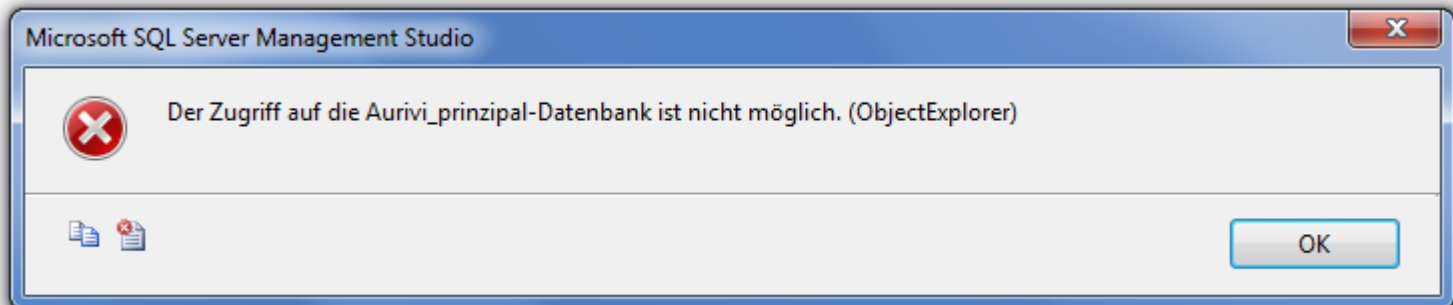 Microsoft SQL Server Management Studio
Der Zugriff auf die Aurivi_prinzipal-Datenbank ist nicht möglich. (ObjectExplorer)
OK